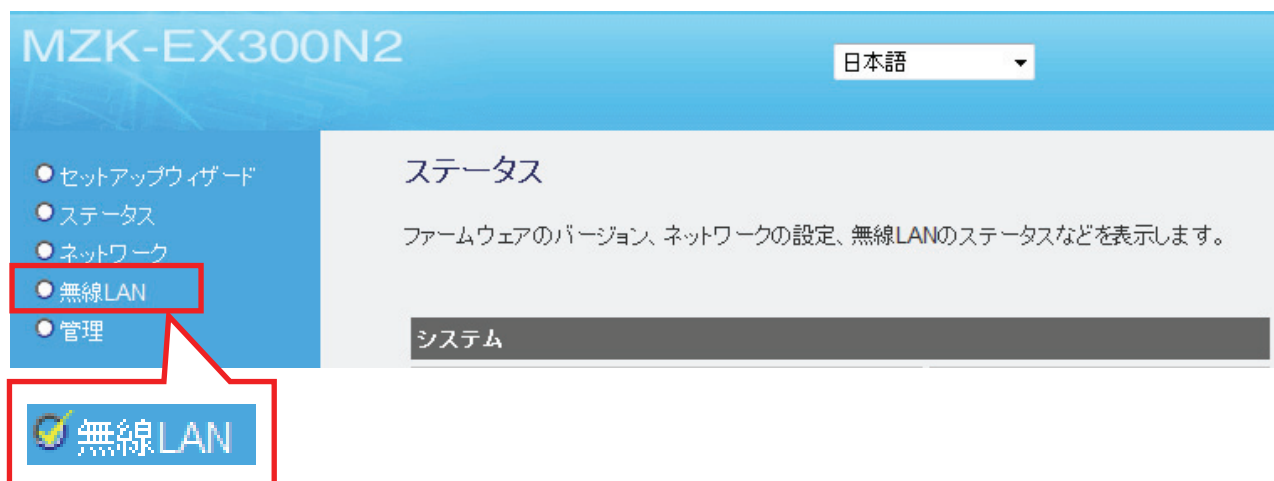 MZK-EX300N2
日本語
セットアップウィザード
ステータス
ネットワーク
無線LAN
管理
ステータス
ファームウェアのバージョン、ネットワークの設定、無線LANのステータスなどを表示します。
システム
無線LAN